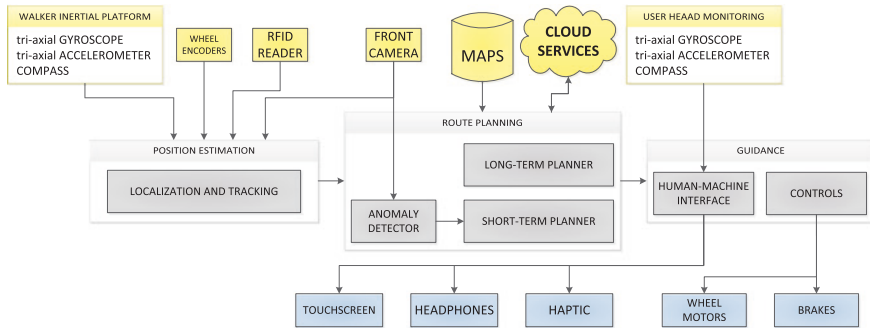 WALKER INERTIAL PLATFORM
tri-axial GYROSCOPE
tri-axial ACCELEROMETER
COMPASS
WHEEL
ENCODERS
RFID
READER
FRONT
CAMERA
MAPS
CLOUD
SERVICES
USER HEAAD MONITORING
tri-axial GYROSCOPE
tri-axial ACCELEROMETER
COMPASS
POSITION ESTIMATION
LOCALIZATION AND TRACKING
ROUTE PLANNING
LONG-TERM PLANNER
ANOMALY
DETECTOR
SHORT-TERM PLANNER
GUIDANCE
HUMAN-MACHINE
INTERFACE
CONTROLS
TOUCHSCREEN
HEADPHONES
HAPTIC
WHEEL
MOTORS
BRAKES